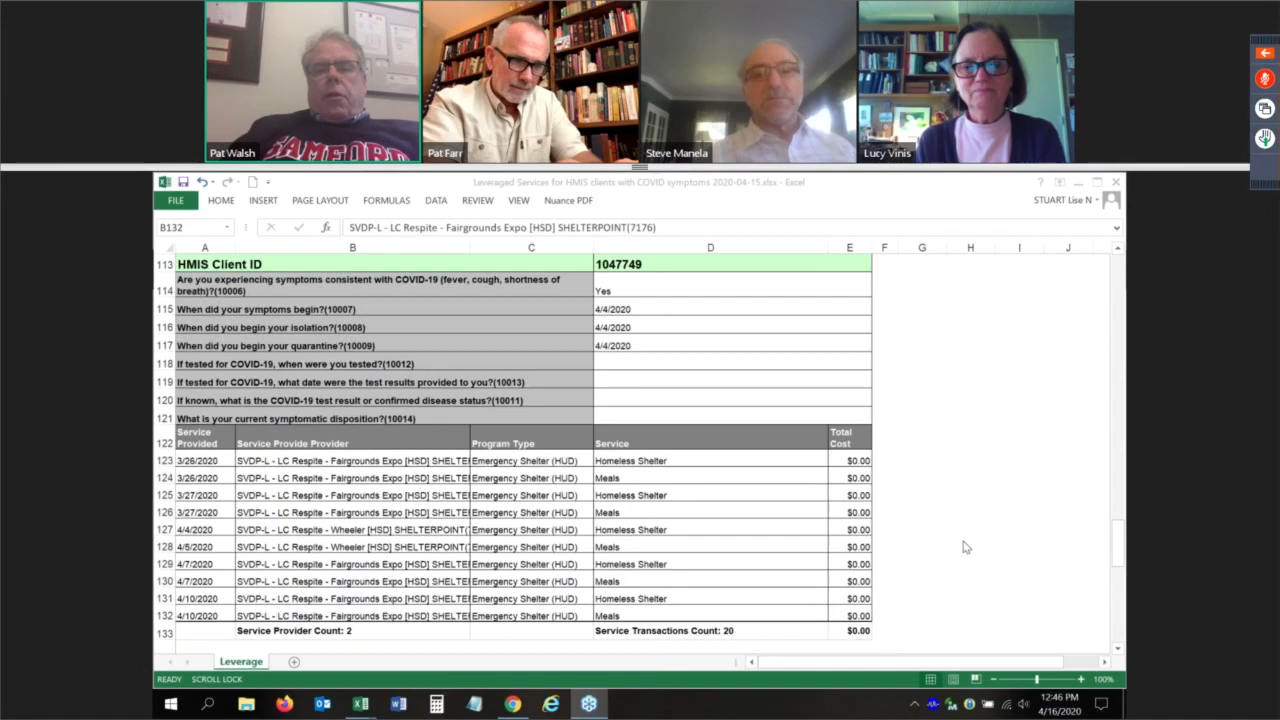 SAMFORD
Pat Walsh
Pat Farr
Steve Manela
Lucy Vinis
Leveraged Services for HMIS clients with COVID symptoms 2020-04-15.xlsx - Excel
FILE HOME INSERT PAGE LAYOUT FORMULAS DATA REVIEW VIEW Nuance PDF STUART Lise N
B132 fx SVDP-L - LC Respite - Fairgrounds Expo [HSD] SHELTERPOINT(7176)
A B C D E F G H I J
113 HMIS Client ID 1047749
Are you experiencing symptoms consistent with COVID-19 (fever, cough, shortness of
114 breath)?(10006) Yes
115 When did your symptoms begin?(10007) 4/4/2020
116 When did you begin your isolation?(10008) 4/4/2020
117 When did you begin your quarantine?(10009) 4/4/2020
118 If tested for COVID-19, when were you tested?(10012)
119 If tested for COVID-19, what date were the test results provided to you?(10013)
120 If known, what is the COVID-19 test result or confirmed disease status?(10011)
121 What is your current symptomatic disposition?(10014)
Service Total
122 Provided Service Provide Provider Program Type Service Cost
123 3/26/2020 SVDP-L - LC Respite - Fairgrounds Expo [HSD] SHELTE Emergency Shelter (HUD) Homeless Shelter $0.00
124 3/26/2020 SVDP-L - LC Respite - Fairgrounds Expo [HSD] SHELTE Emergency Shelter (HUD) Meals $0.00
125 3/27/2020 SVDP-L - LC Respite - Fairgrounds Expo [HSD] SHELTE Emergency Shelter (HUD) Homeless Shelter $0.00
126 3/27/2020 SVDP-L - LC Respite - Fairgrounds Expo [HSD] SHELTE Emergency Shelter (HUD) Meals $0.00
127 4/4/2020 SVDP-L - LC Respite - Wheeler [HSD] SHELTERPOINT( Emergency Shelter (HUD) Homeless Shelter $0.00
128 4/5/2020 SVDP-L - LC Respite - Wheeler [HSD] SHELTERPOINT( Emergency Shelter (HUD) Meals $0.00
129 4/7/2020 SVDP-L - LC Respite - Fairgrounds Expo [HSD] SHELTE Emergency Shelter (HUD) Homeless Shelter $0.00
130 4/7/2020 SVDP-L - LC Respite - Fairgrounds Expo [HSD] SHELTE Emergency Shelter (HUD) Meals $0.00
131 4/10/2020 SVDP-L - LC Respite - Fairgrounds Expo [HSD] SHELTE Emergency Shelter (HUD) Homeless Shelter $0.00
132 4/10/2020 SVDP-L - LC Respite - Fairgrounds Expo [HSD] SHELTE Emergency Shelter (HUD) Meals $0.00
133 Service Provider Count: 2 Service Transactions Count: 20 $0.00
Leverage
READY SCROLL LOCK 100%
12:46 PM
4/16/2020